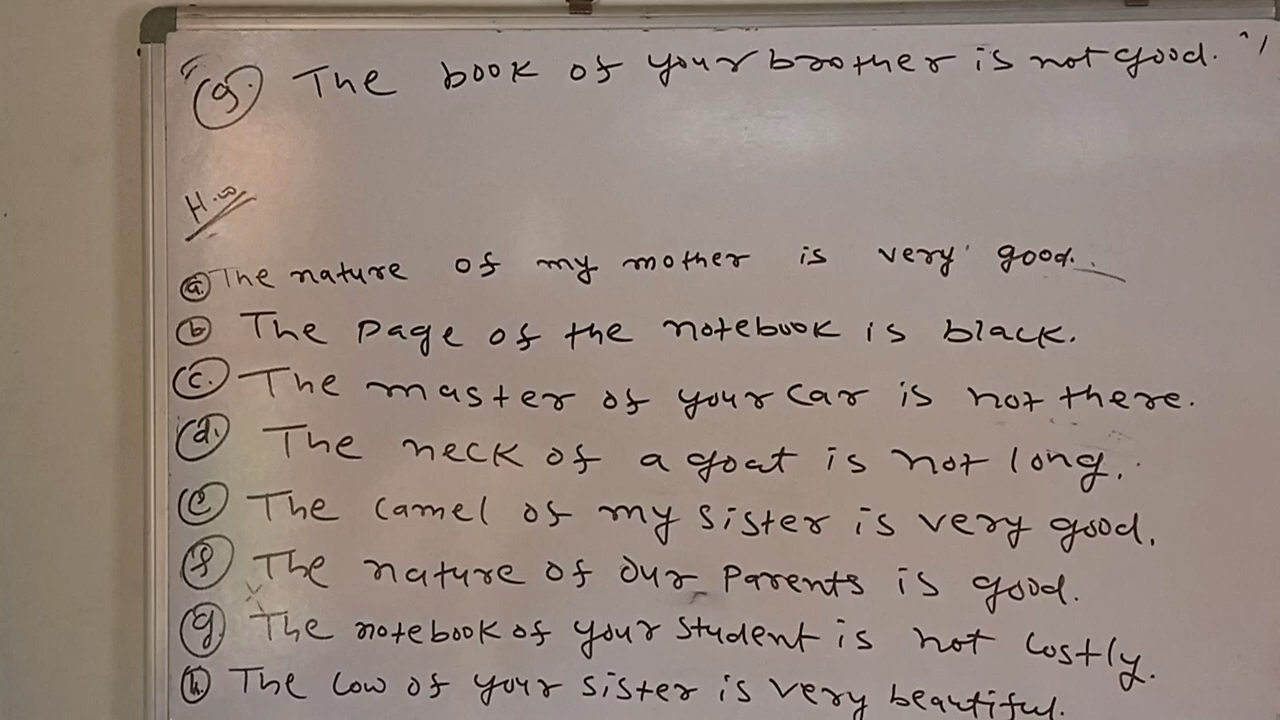 " (9.) The book of your brother is not good. "
H.W
(a.) The nature of my mother is very good.
(b) The page of the notebook is black.
(c.) The master of your car is not there.
(d.) The neck of a goat is not long.
(e) The camel of my sister is very good.
(f) The nature of our parents is good.
(g) The notebook of your student is not costly.
(h.) The cow of your sister is very beautiful.